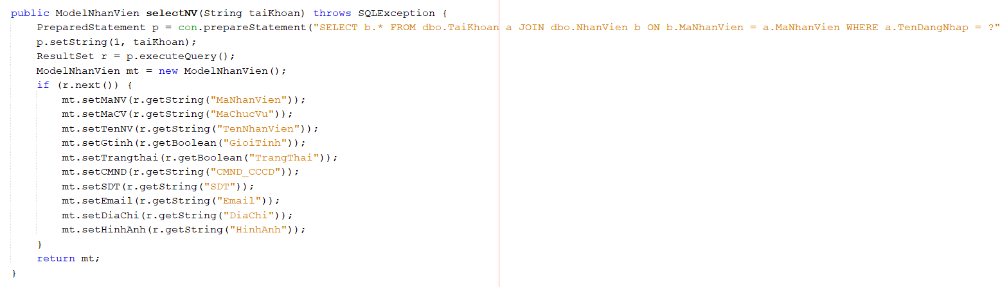 public ModelNhanVien selectNV(String taiKhoan) throws SQLException {
PreparedStatement p = con.prepareStatement("SELECT b.* FROM dbo.TaiKhoan a JOIN dbo.NhanVien b ON b.MaNhanVien = a.MaNhanVien WHERE a.TenDangNhap = ?"
p.setString(1, taiKhoan);
ResultSet r = p.executeQuery();
ModelNhanVien mt = new ModelNhanVien();
if (r.next()) {
mt.setMaNV(r.getString("MaNhanVien"));
mt.setMaCV(r.getString("MaChucVu"));
mt.setTenNV(r.getString("TenNhanVien"));
mt.setGtinh(r.getBoolean("GioiTinh"));
mt.setTrangthai(r.getBoolean("TrangThai"));
mt.setCMND(r.getString("CMND_CCCD"));
mt.setSDT(r.getString("SDT"));
mt.setEmail(r.getString("Email"));
mt.setDiaChi(r.getString("DiaChi"));
mt.setHinhAnh(r.getString("HinhAnh"));
}
return mt;
}